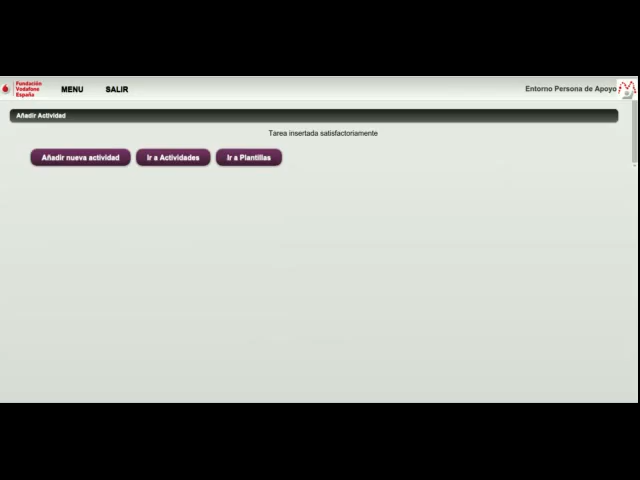 Fundación
Vodafone
España
MENU
SALIR
Entorno Persona de Apoyo
Añadir Actividad
Tarea insertada satisfactoriamente
Añadir nueva actividad
Ir a Actividades
Ir a Plantillas